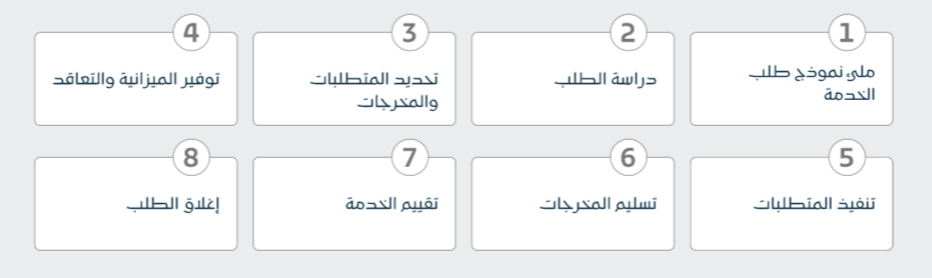 1
ملء نموذج طلب
الخدمة
2
دراسة الطلب
3
تحديد المتطلبات
والمخرجات
4
توفير الميزانية والتعاقد
5
تنفيذ المتطلبات
6
تسليم المخرجات
7
تقييم الخدمة
8
إغلاق الطلب